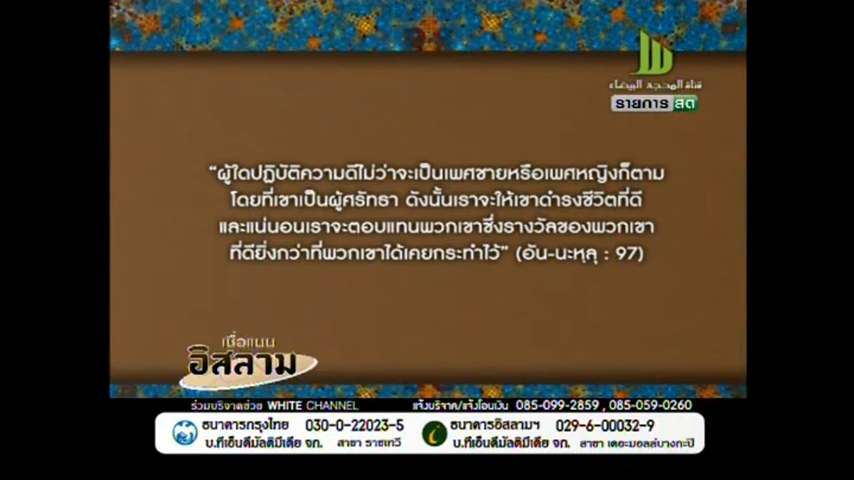 قناة المحجة البيضاء
รายการ สด
“ผู้ใดปฏิบัติความดีไม่ว่าจะเป็นเพศชายหรือเพศหญิงก็ตาม
โดยที่เขาเป็นผู้ศรัทธา ดังนั้นเราจะให้เขาดำรงชีวิตที่ดี
และแน่นอนเราจะตอบแทนพวกเขาซึ่งรางวัลของพวกเขา
ที่ดียิ่งกว่าที่พวกเขาได้เคยกระทำไว้” (อัน-นะหฺลุ : 97)
เชื่อแนน
อิสลาม
ร่วมบริจาคช่วย WHITE CHANNEL แจ้งบริจาค/แจ้งโอนเงิน 085-099-2859 , 085-059-0260
ธนาคารกรุงไทย 030-0-22023-5 ธนาคารอิสลามฯ 029-6-00032-9
บ.ทีเอ็นดีมัลติมีเดีย จก. สาขา ราชเทวี บ.ทีเอ็นดีมัลติมีเดีย จก. สาขา เดอะมอลล์บางกะปิ